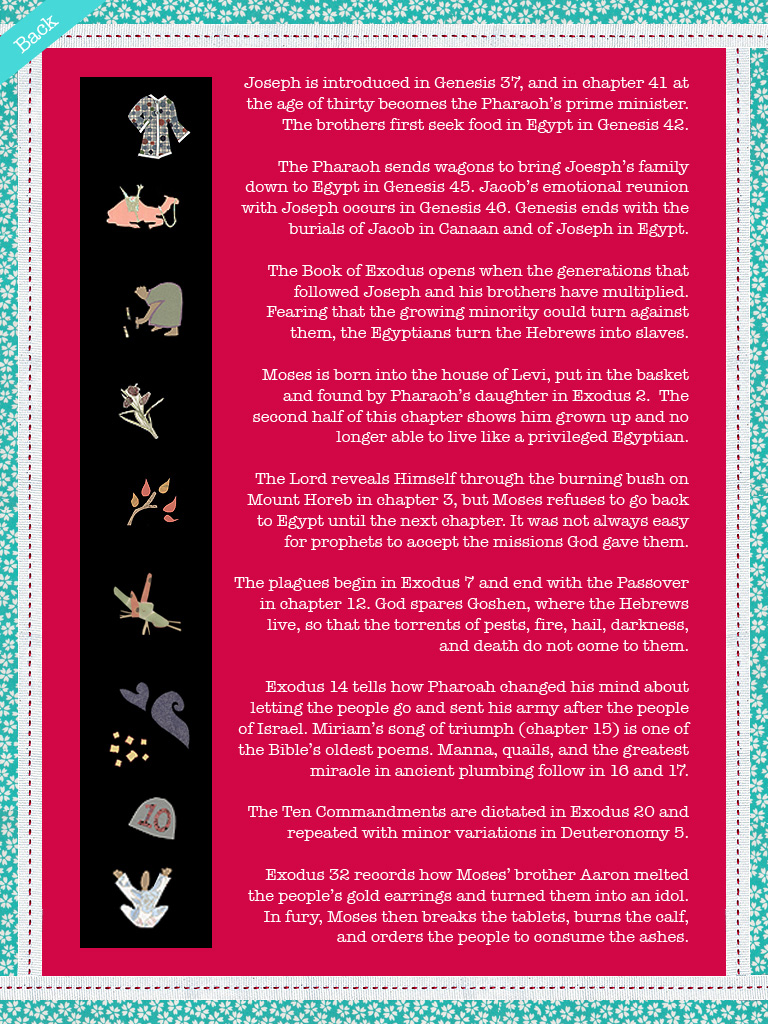 Back
Joseph is introduced in Genesis 37, and in chapter 41 at
the age of thirty becomes the Pharaoh's prime minister.
The brothers first seek food in Egypt in Genesis 42.
The Pharaoh sends wagons to bring Joesph's family
down to Egypt in Genesis 45. Jacob's emotional reunion
with Joseph occurs in Genesis 46. Genesis ends with the
burials of Jacob in Canaan and of Joseph in Egypt.
The Book of Exodus opens when the generations that
followed Joseph and his brothers have multiplied.
Fearing that the growing minority could turn against
them, the Egyptians turn the Hebrews into slaves.
Moses is born into the house of Levi, put in the basket
and found by Pharaoh's daughter in Exodus 2.  The
second half of this chapter shows him grown up and no
longer able to live like a privileged Egyptian.
The Lord reveals Himself through the burning bush on
Mount Horeb in chapter 3, but Moses refuses to go back
to Egypt until the next chapter. It was not always easy
for prophets to accept the missions God gave them.
The plagues begin in Exodus 7 and end with the Passover
in chapter 12. God spares Goshen, where the Hebrews
live, so that the torrents of pests, fire, hail, darkness,
and death do not come to them.
Exodus 14 tells how Pharoah changed his mind about
letting the people go and sent his army after the people
of Israel. Miriam's song of triumph (chapter 15) is one of
the Bible's oldest poems. Manna, quails, and the greatest
miracle in ancient plumbing follow in 16 and 17.
10
The Ten Commandments are dictated in Exodus 20 and
repeated with minor variations in Deuteronomy 5.
Exodus 32 records how Moses' brother Aaron melted
the people's gold earrings and turned them into an idol.
In fury, Moses then breaks the tablets, burns the calf,
and orders the people to consume the ashes.